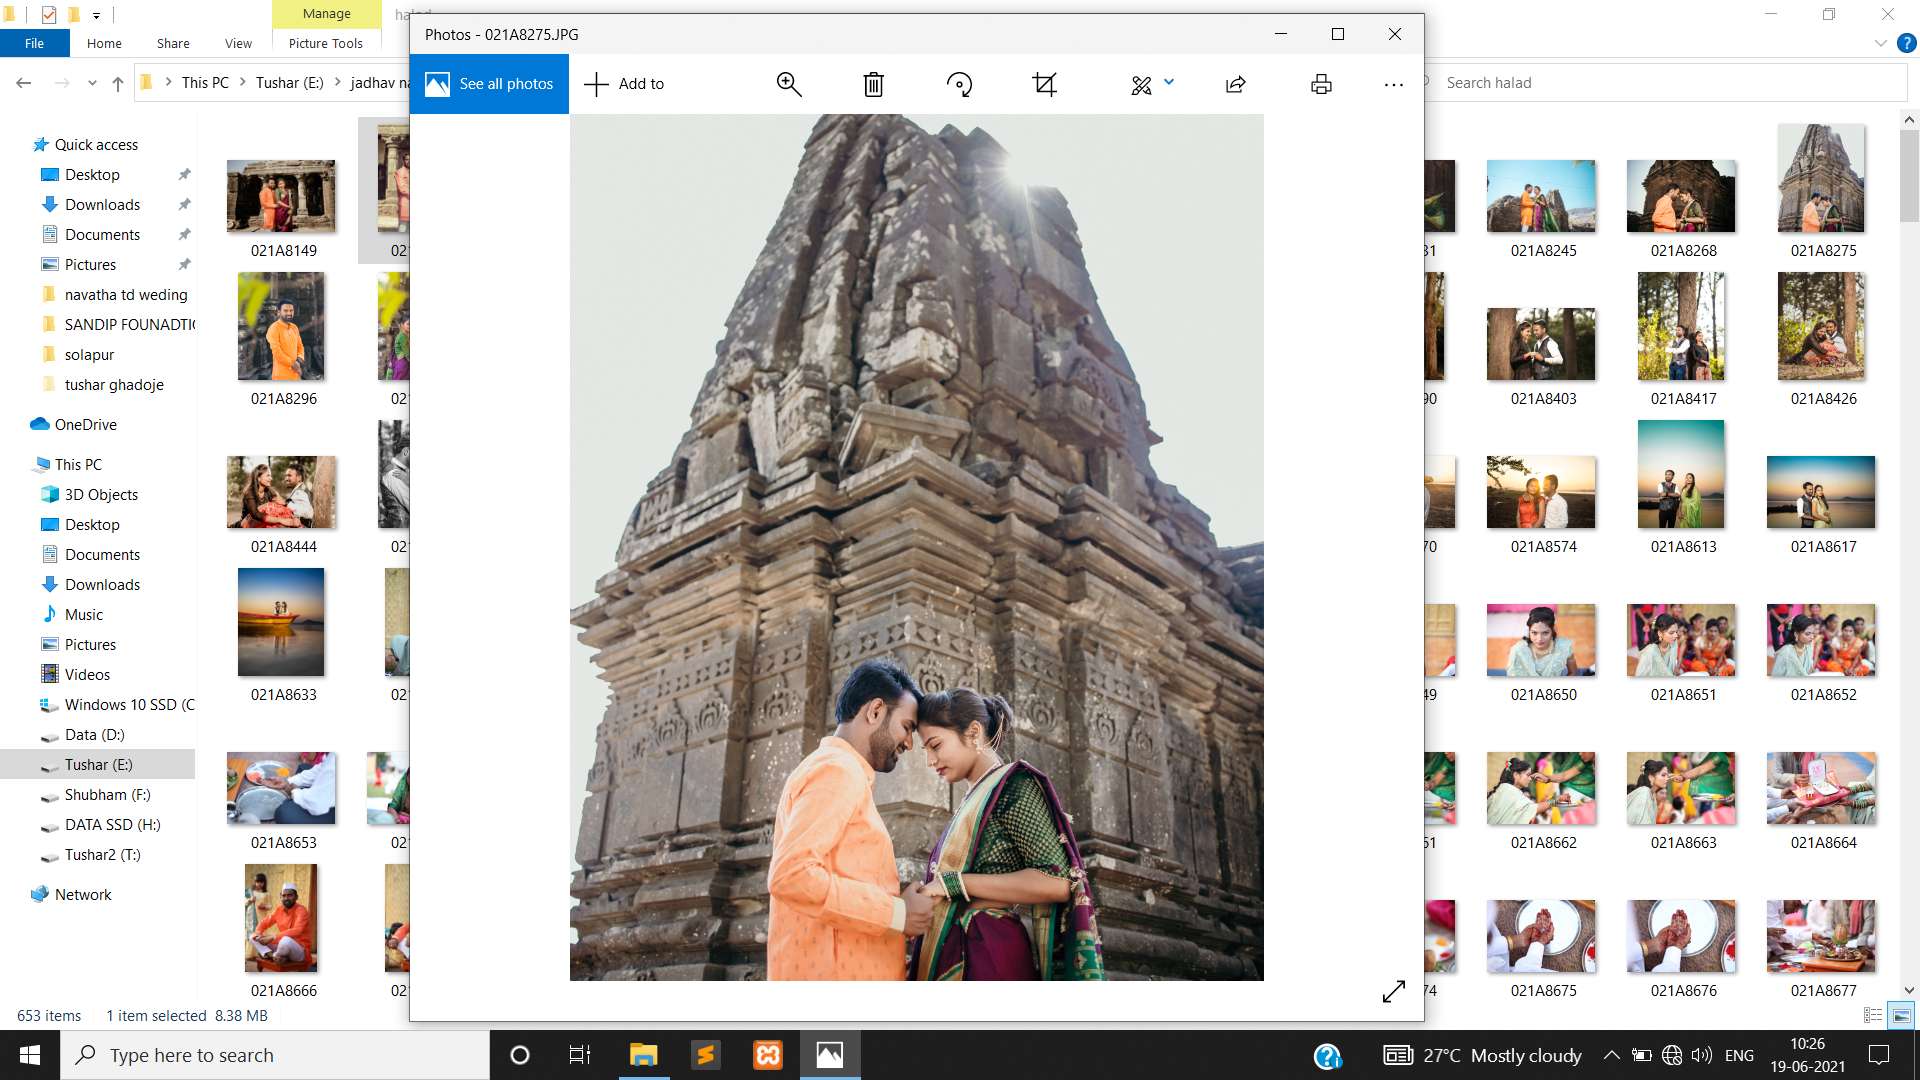 Manage
halad
File
Home
Share
View
Picture Tools
This PC
Tushar (E:)
jadhav na
Search halad
Photos - 021A8275.JPG
See all photos
Add to
Quick access
Desktop
Downloads
Documents
Pictures
navatha td weding
SANDIP FOUNADTI
solapur
tushar ghadoje
OneDrive
This PC
3D Objects
Desktop
Documents
Downloads
Music
Pictures
Videos
Windows 10 SSD (C
Data (D:)
Tushar (E:)
Shubham (F:)
DATA SSD (H:)
Tushar2 (T:)
Network
021A8149
02
31
021A8245
021A8268
021A8275
021A8296
02
90
021A8403
021A8417
021A8426
021A8444
02
70
021A8574
021A8613
021A8617
021A8633
02
49
021A8650
021A8651
021A8652
021A8653
02
61
021A8662
021A8663
021A8664
021A8666
02
74
021A8675
021A8676
021A8677
653 items
1 item selected 8.38 MB
Type here to search
27°C Mostly cloudy
ENG
10:26
19-06-2021